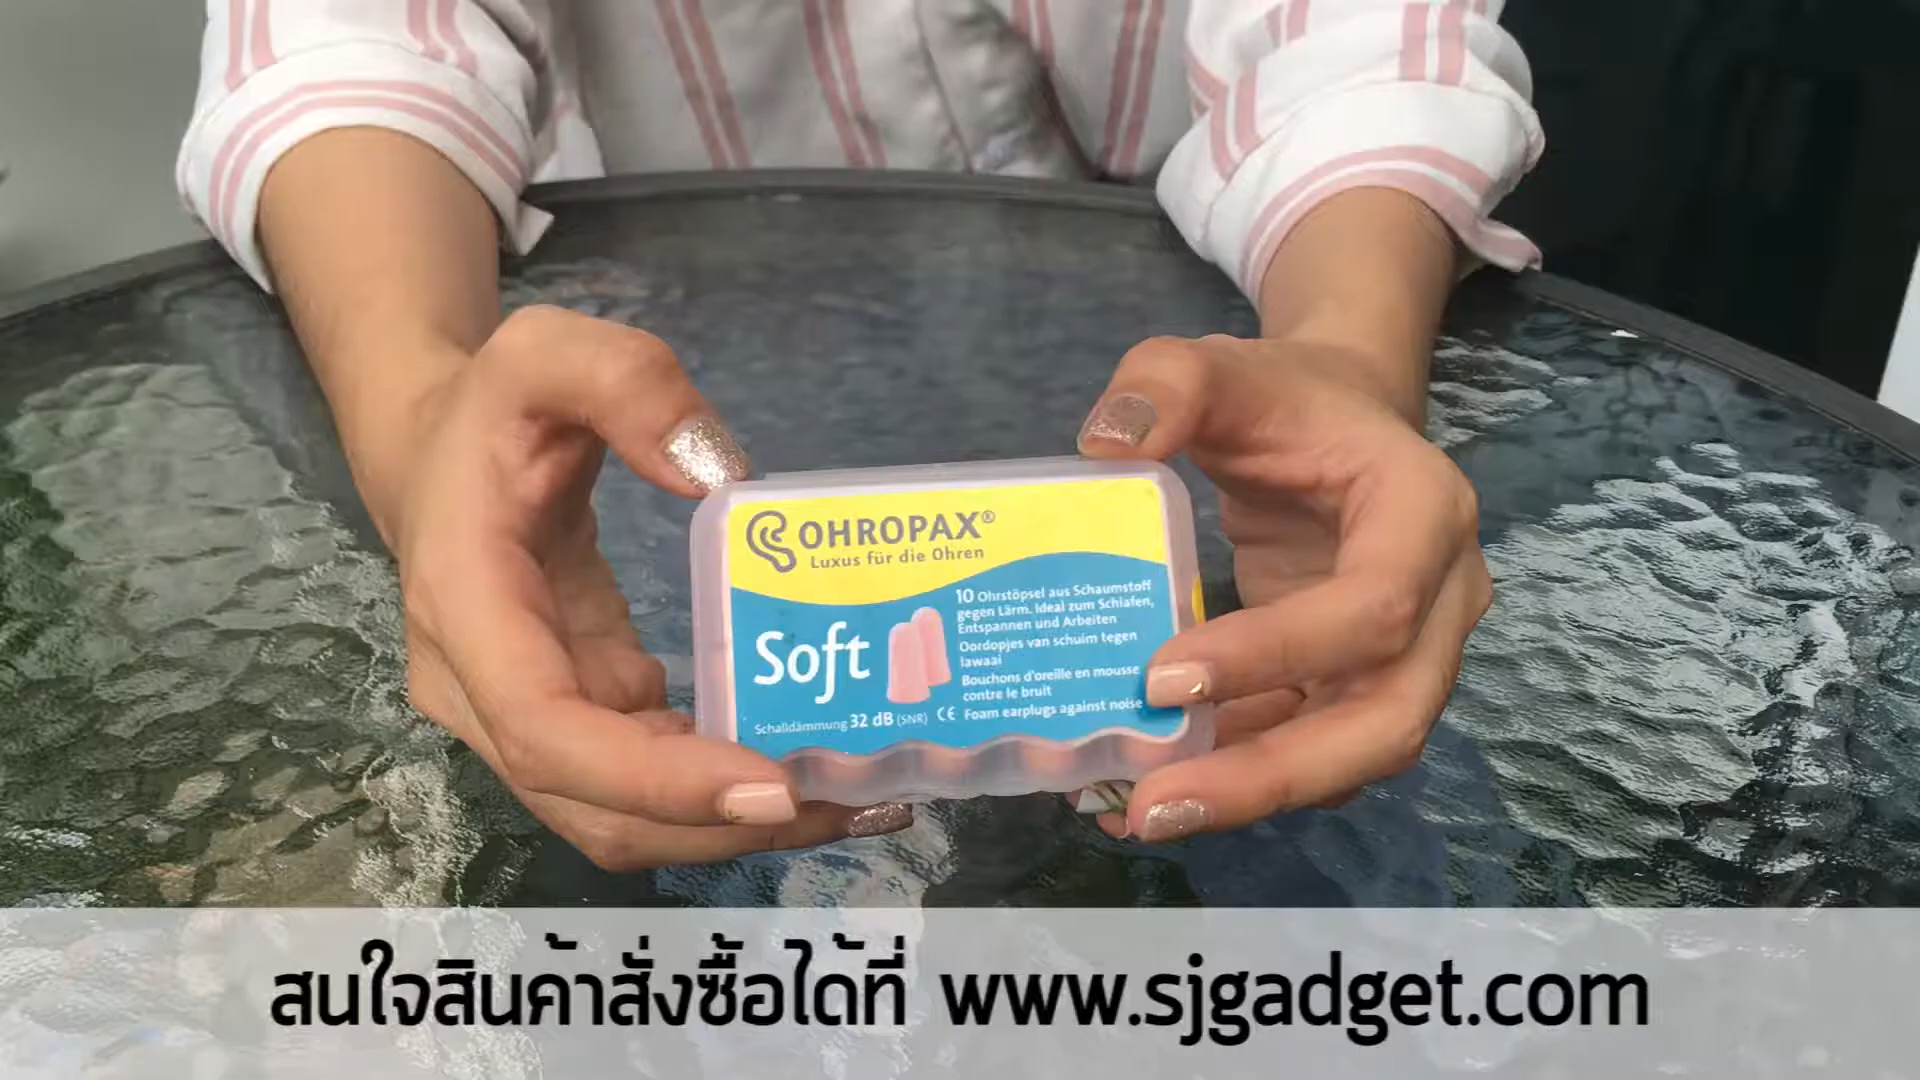 OHROPAX®
Luxus für die Ohren
Soft
10 Ohrstöpsel aus Schaumstoff
gegen Lärm. Ideal zum Schlafen,
Entspannen und Arbeiten
Oordopjes van schuim tegen
lawaai
Bouchons d'oreille en mousse
contre le bruit
Schalldämmung 32 dB (SNR) CE Foam earplugs against noise
สนใจสินค้าสั่งซื้อได้ที่ www.sjgadget.com